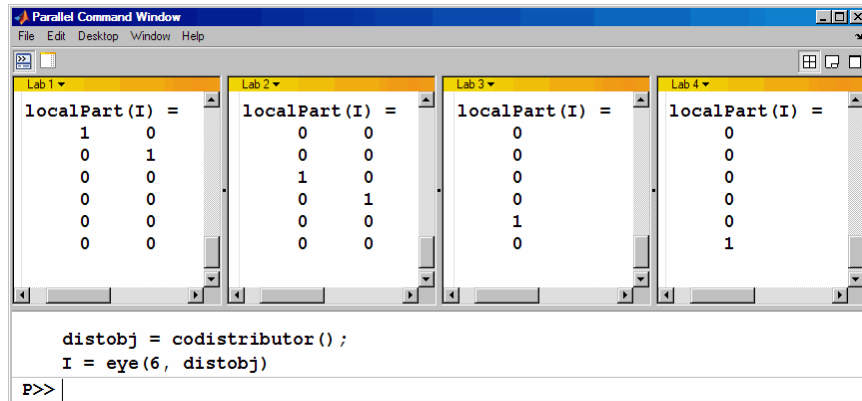 Parallel Command Window
File Edit Desktop Window Help
Lab 1
localPart(I) =
1 0
0 1
0 0
0 0
0 0
0 0
Lab 2
localPart(I) =
0 0
0 0
1 0
0 1
0 0
0 0
Lab 3
localPart(I) =
0
0
0
0
1
0
Lab 4
localPart(I) =
0
0
0
0
0
1
distobj = codistributor();
I = eye(6, distobj)
P>>